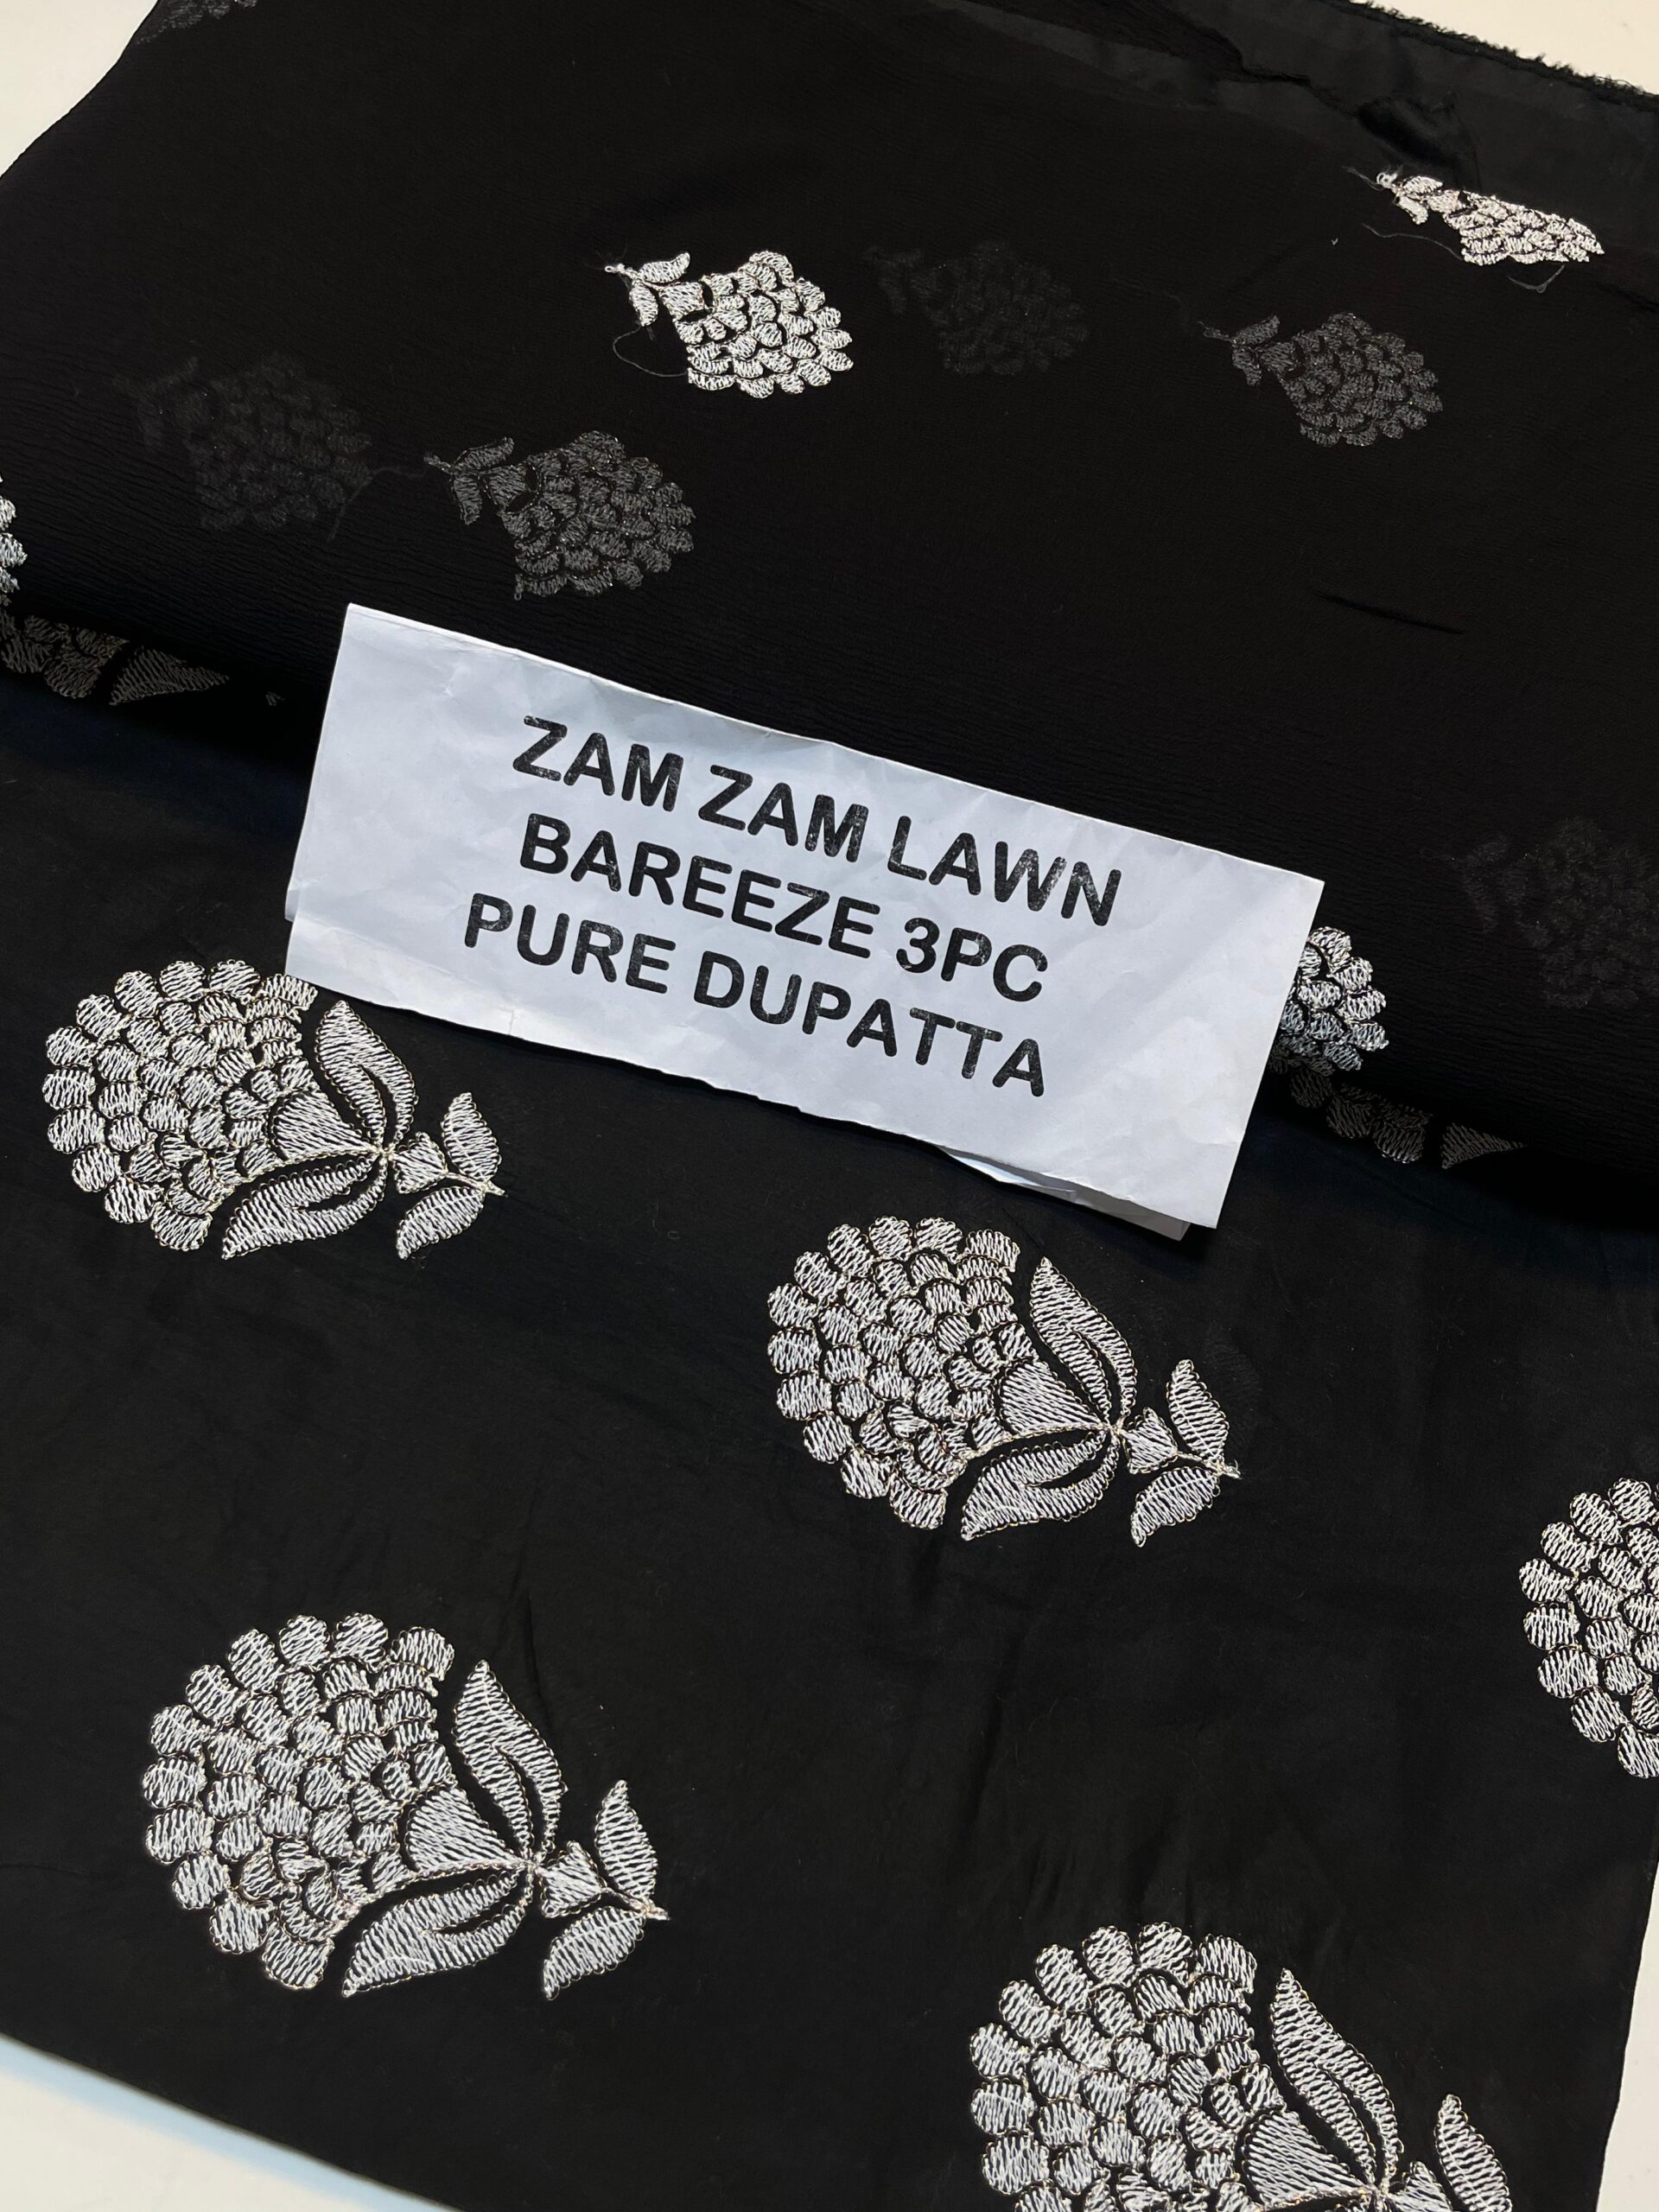 ZAM ZAM LAWN
BAREEZE 3PC
PURE DUPATTA